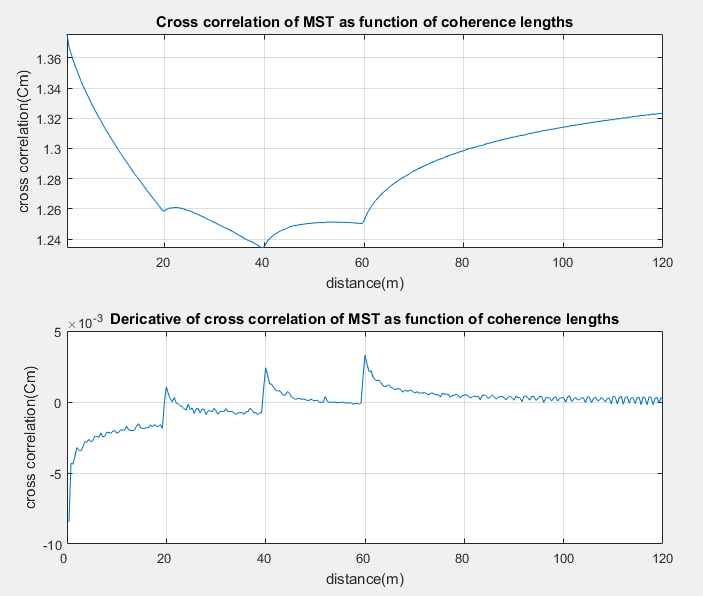 Cross correlation of MST as function of coherence lengths
cross correlation(Cm)
1.36
1.34
1.32
1.3
1.28
1.26
1.24
20 40 60 80 100 120
distance(m)
×10-3 Dericative of cross correlation of MST as function of coherence lengths
cross correlation(Cm)
5
0
-5
-10
0 20 40 60 80 100 120
distance(m)